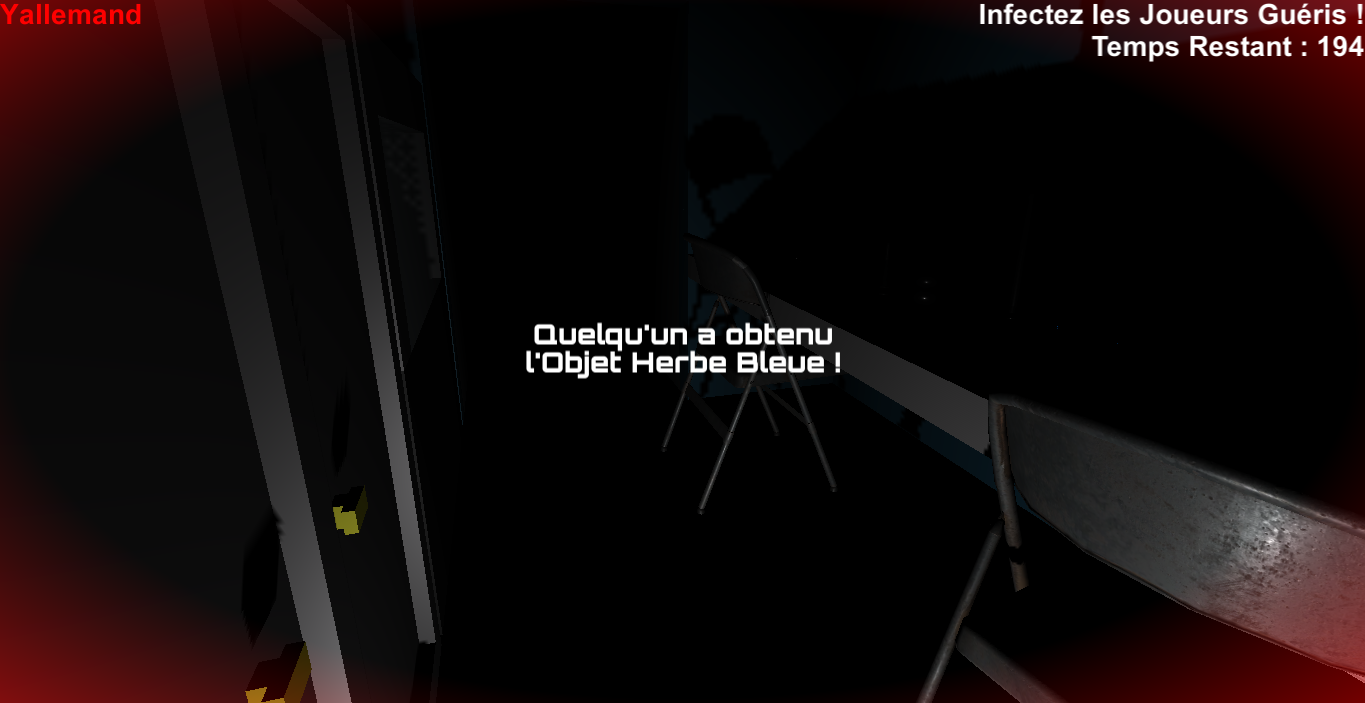 Yallemand
Infectez les Joueurs Guéris !
Temps Restant : 194
Quelqu'un a obtenu
l'Objet Herbe Bleue !